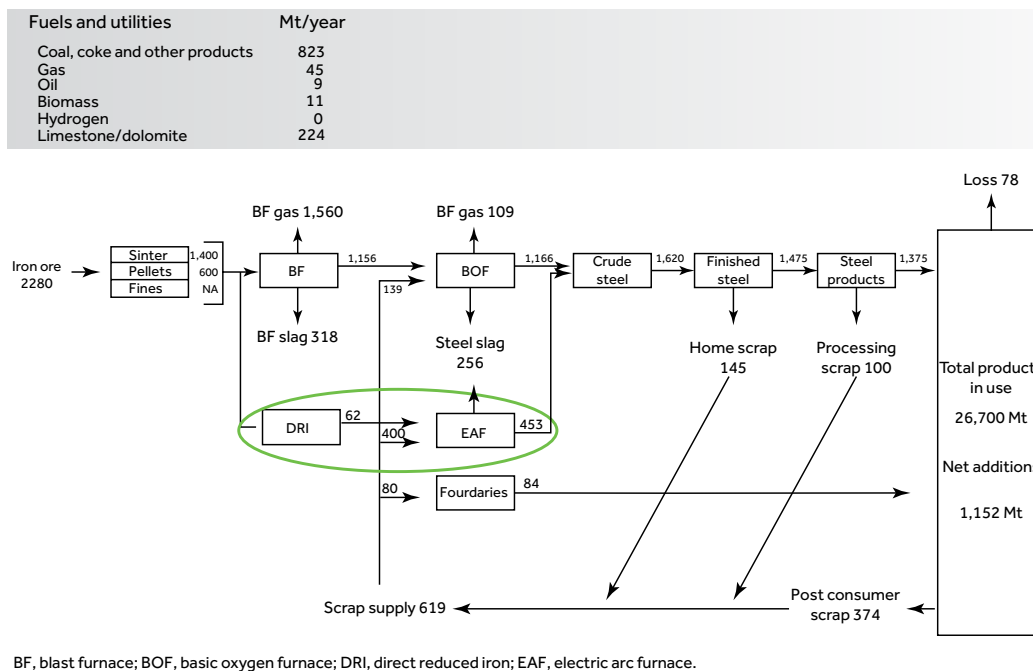 Fuels and utilities Mt/year
Coal, coke and other products 823
Gas 45
Oil 9
Biomass 11
Hydrogen 0
Limestone/dolomite 224
Loss 78
BF gas 1,560
BF gas 109
Iron ore
2280
Sinter 1,400
Pellets 600
Fines NA
BF
1,156
139
BOF
1,166
Crude
steel
1,620
Finished
steel
1,475
Steel
products
1,375
BF slag 318
Steel slag
256
Home scrap
145
Processing
scrap 100
Total product
in use
26,700 Mt
Net addition
1,152 Mt
DRI
62
400
EAF
453
80
Fourdaries
84
Scrap supply 619
Post consumer
scrap 374
BF, blast furnace; BOF, basic oxygen furnace; DRI, direct reduced iron; EAF, electric arc furnace.